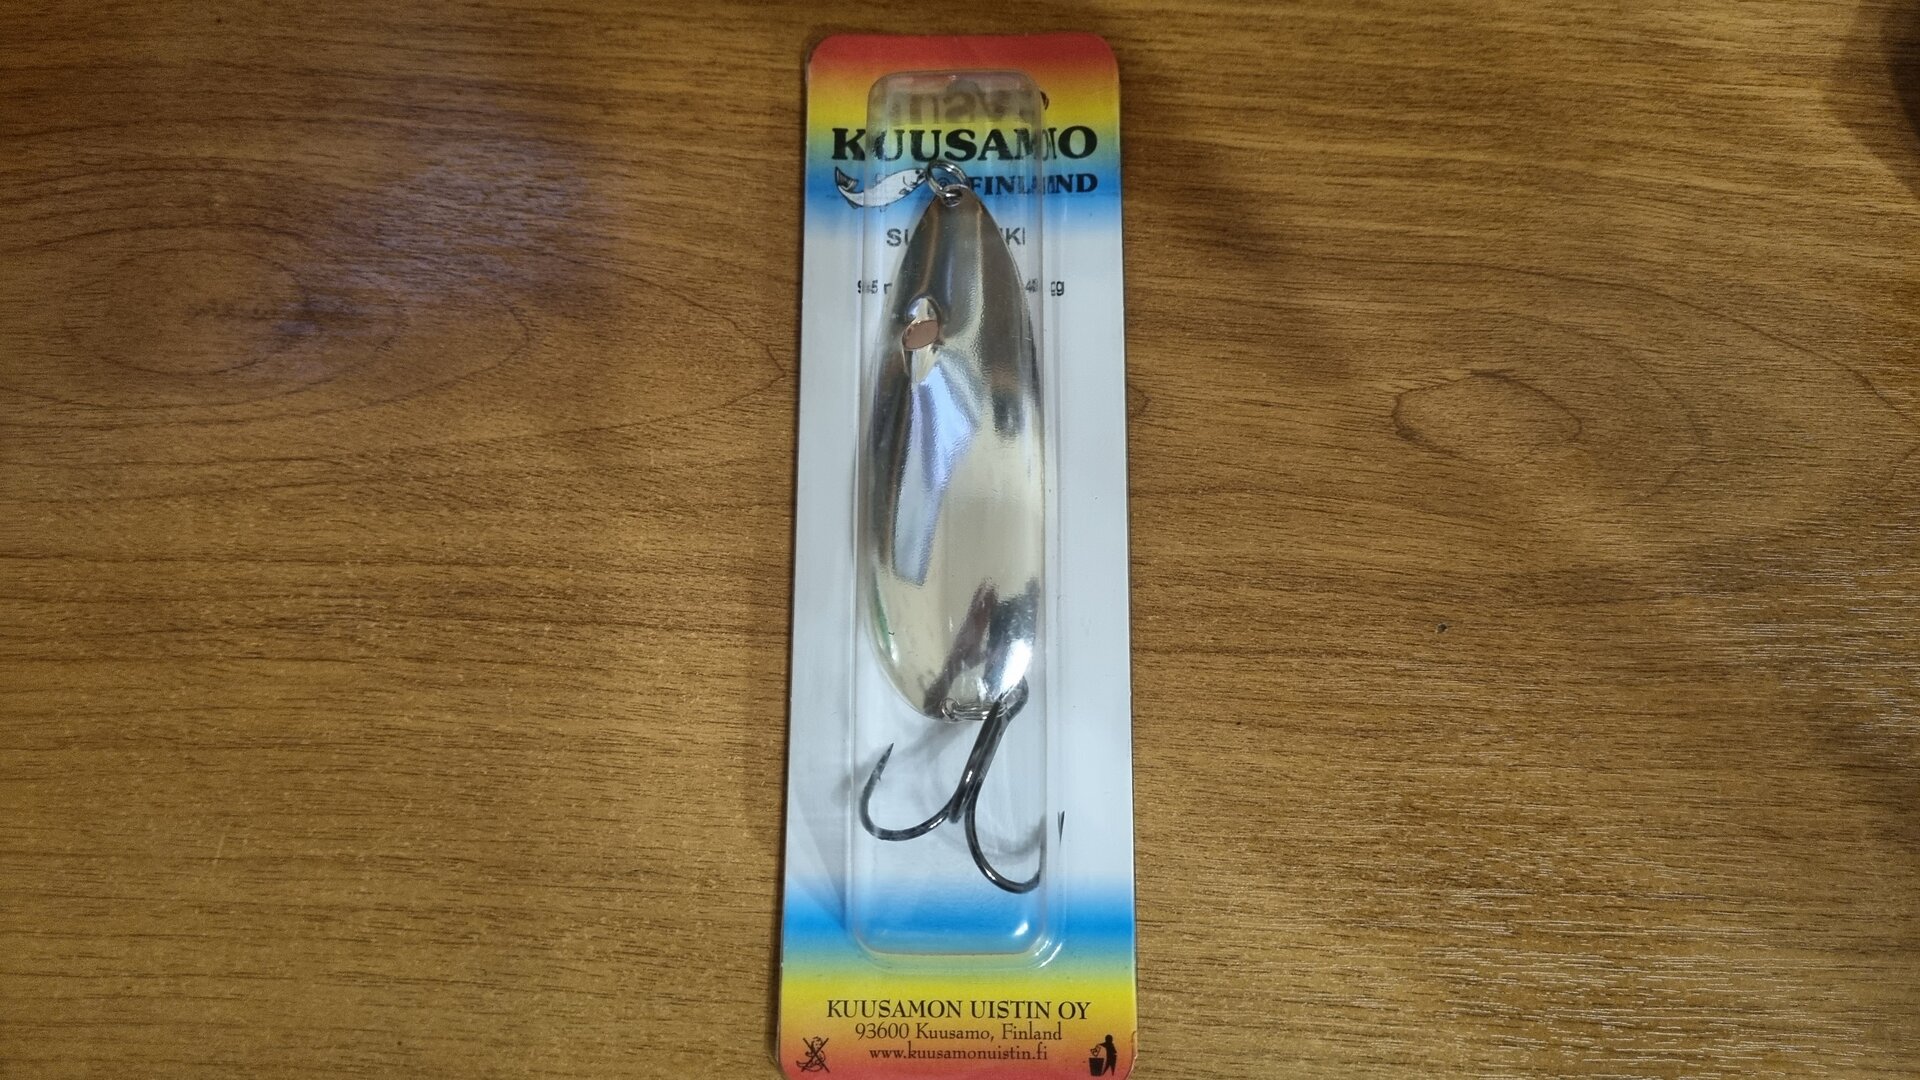 KUUSAMO
FINLAND
KUUSAMON UISTIN OY
93600 Kuusamo, Finland
www.kuusamonuistin.fi